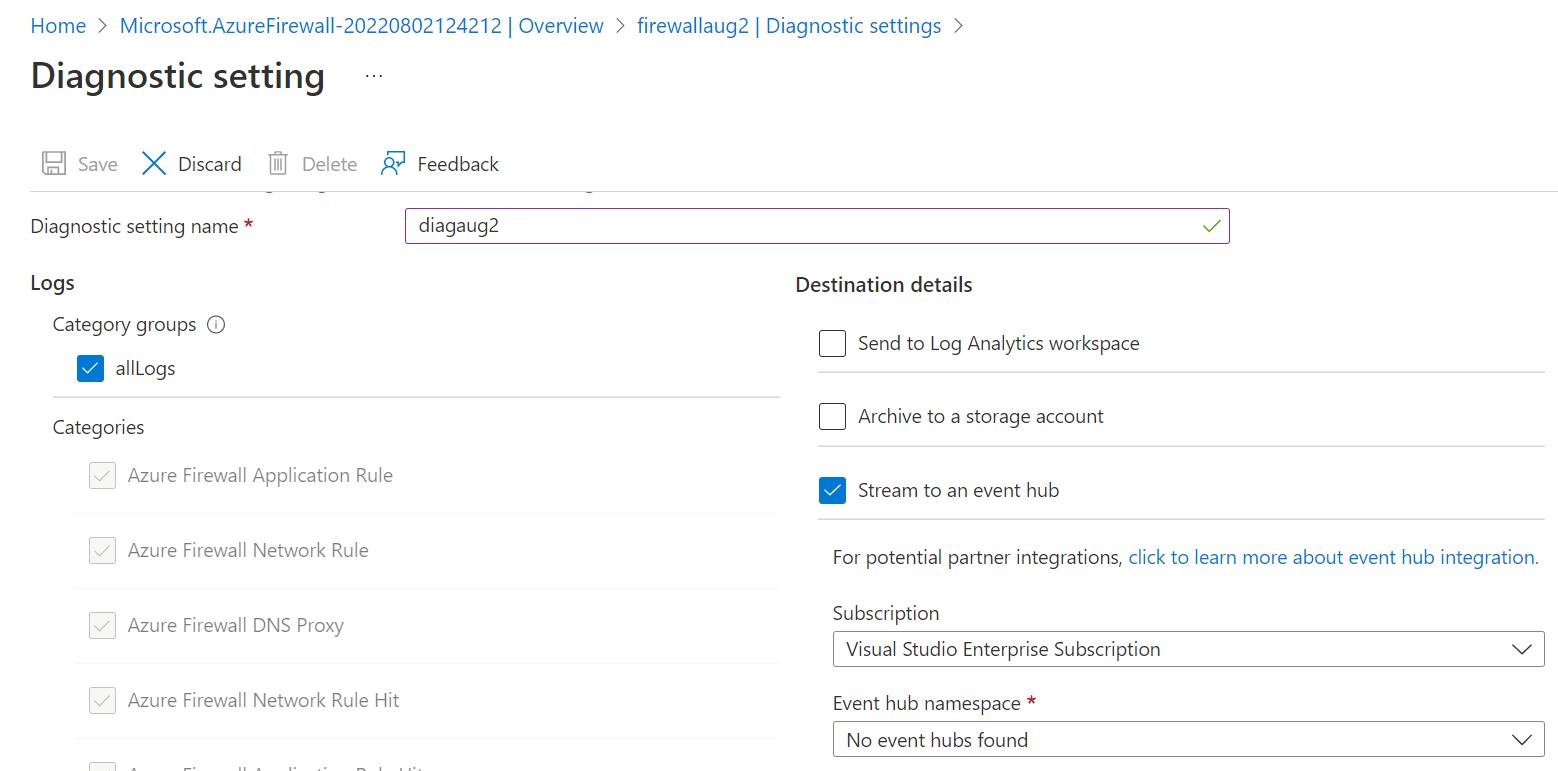 Home > Microsoft.AzureFirewall-20220802124212 | Overview > firewallaug2 | Diagnostic settings >
Diagnostic setting ...
Save Discard Delete Feedback
Diagnostic setting name *
diagaug2
Logs
Category groups
allLogs
Categories
Azure Firewall Application Rule
Azure Firewall Network Rule
Azure Firewall DNS Proxy
Azure Firewall Network Rule Hit
Destination details
Send to Log Analytics workspace
Archive to a storage account
Stream to an event hub
For potential partner integrations, click to learn more about event hub integration.
Subscription
Visual Studio Enterprise Subscription
Event hub namespace *
No event hubs found